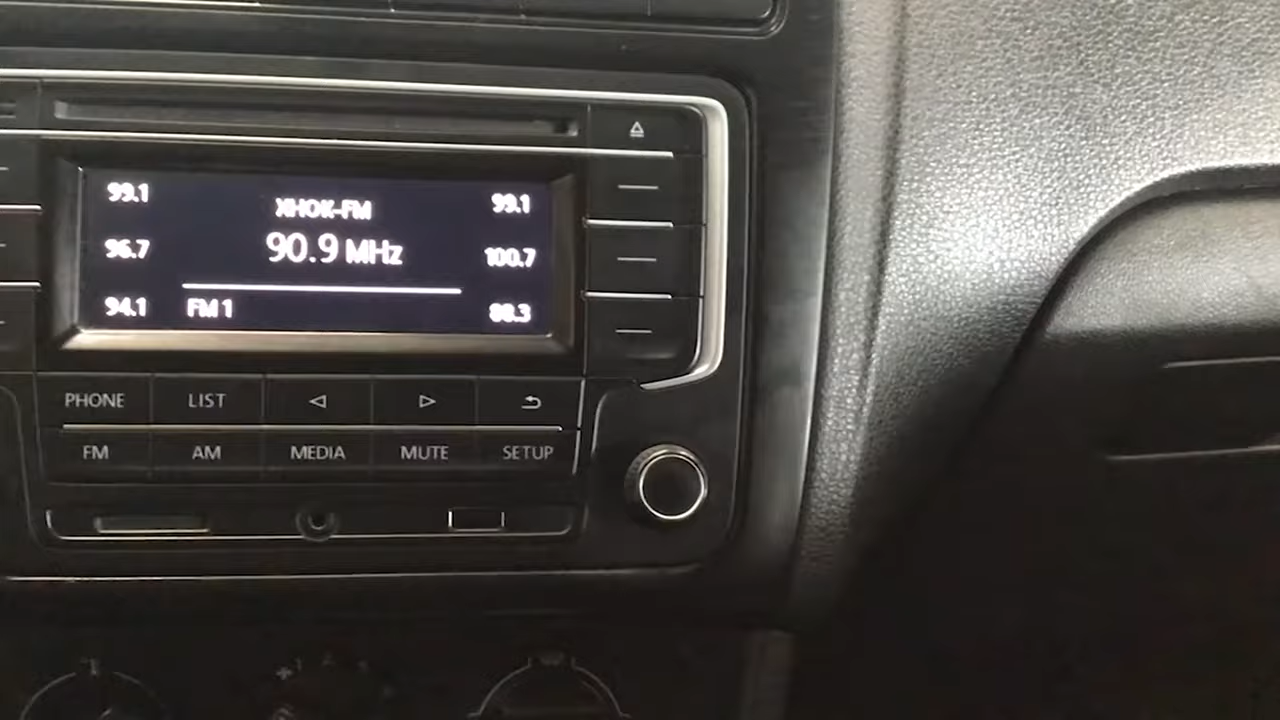 99.1 XHOK-FM 99.1
96.7 90.9 MHz 100.7
94.1 FM 1 88.3
PHONE LIST
FM AM MEDIA MUTE SETUP